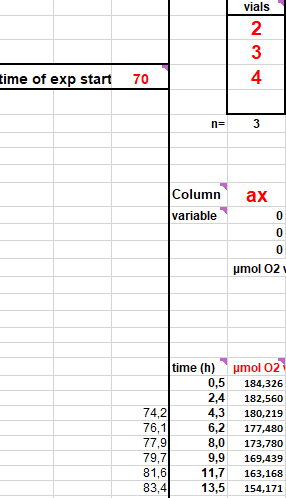 vials
2
3
time of exp start 70 4
n= 3
Column ax
variable 0
0
0
µmol O2 v
time (h) µmol O2 v
0,5 184,326
2,4 182,560
74,2 4,3 180,219
76,1 6,2 177,480
77,9 8,0 173,780
79,7 9,9 169,439
81,6 11,7 163,168
83,4 13,5 154,171